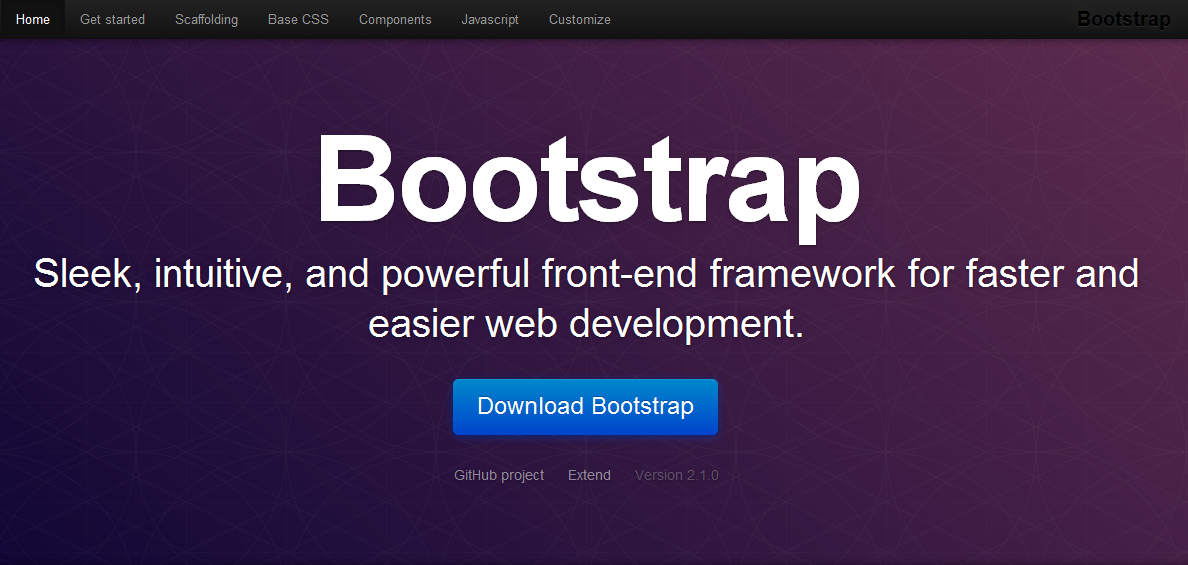 Home Get started Scaffolding Base CSS Components Javascript Customize Bootstrap
Bootstrap
Sleek, intuitive, and powerful front-end framework for faster and
easier web development.
Download Bootstrap
GitHub project Extend Version 2.1.0